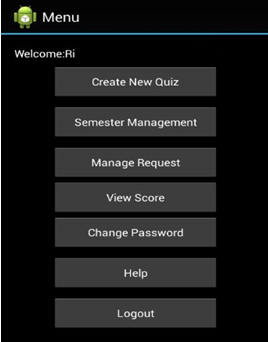 Menu
Welcome:Ri
Create New Quiz
Semester Management
Manage Request
View Score
Change Password
Help
Logout